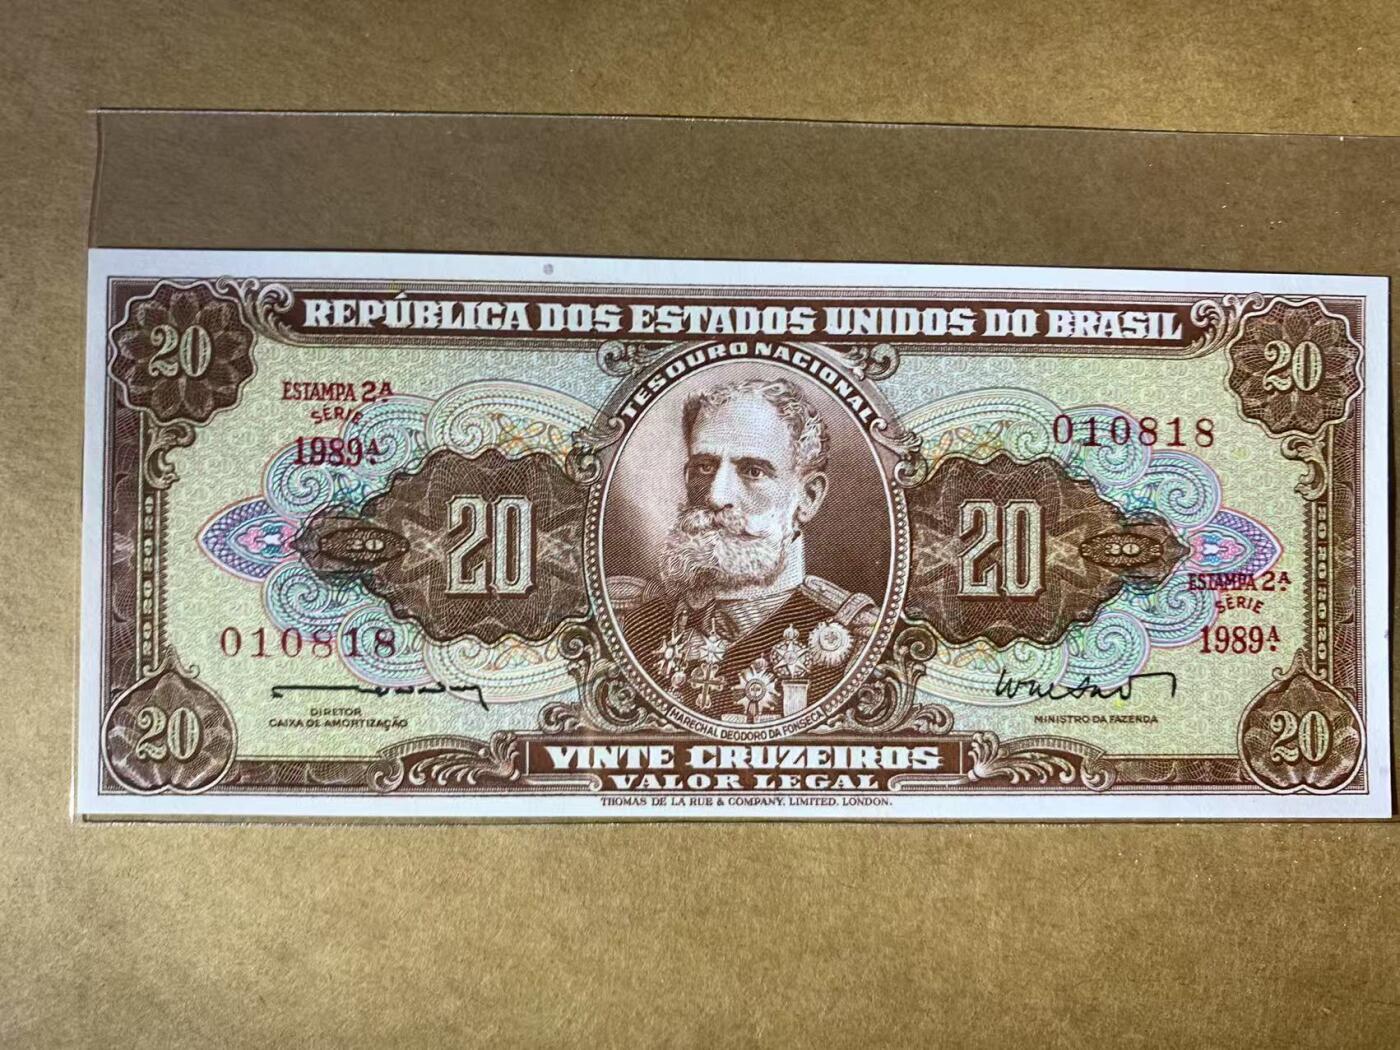 REPÚBLICA DOS ESTADOS UNIDOS DO BRASIL
TESOURO NACIONAL
20
20
ESTAMPA 2A
SÉRIE
1989A.
010818
20
20
20
20
ESTAMPA 2A.
SÉRIE
1989A.
010818
DIRETOR
CAIXA DE AMORTIZAÇÃO
MINISTRO DA FAZENDA
MARECHAL DEODORO DA FONSECA
20
20
VINTE CRUZEIROS
VALOR LEGAL
THOMAS DE LA RUE & COMPANY, LIMITED. LONDON.